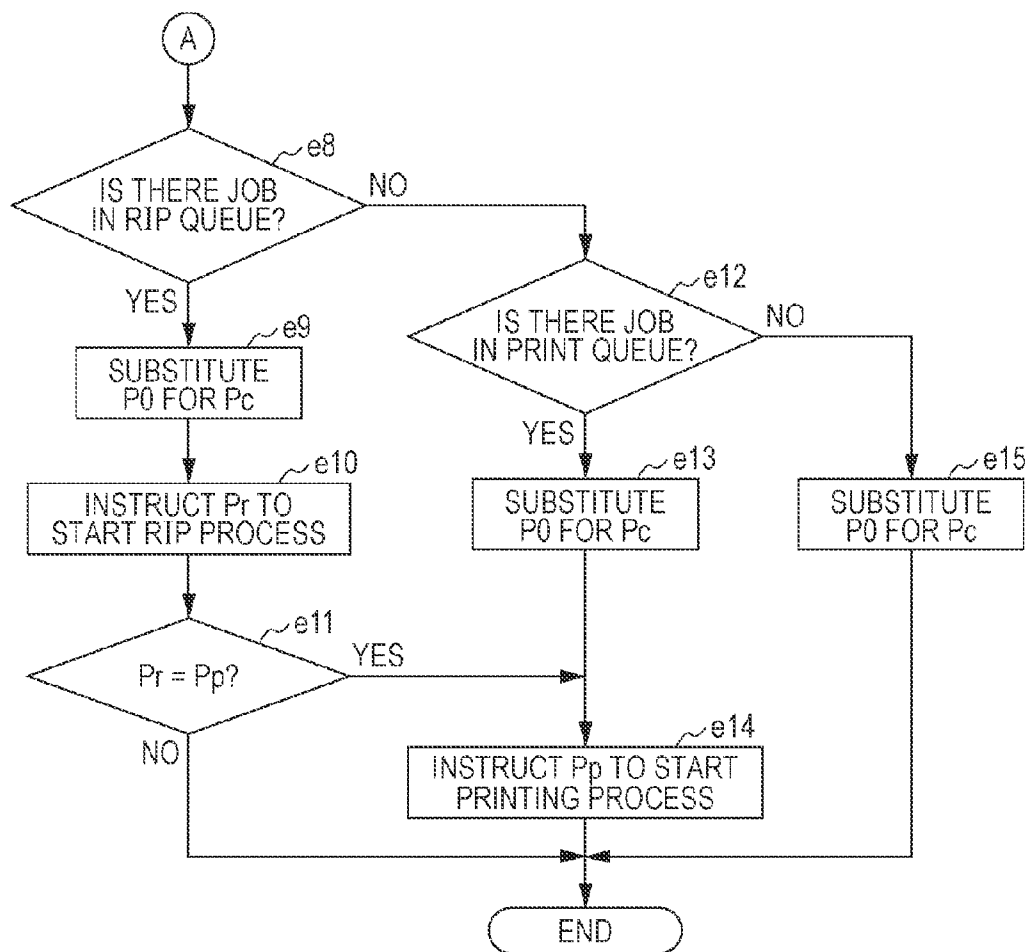 A
e8
IS THERE JOB
IN RIP QUEUE?
NO
YES
e12
IS THERE JOB
IN PRINT QUEUE?
NO
YES
e9
SUBSTITUTE
P0 FOR Pc
e10
INSTRUCT Pr TO
START RIP PROCESS
e13
SUBSTITUTE
P0 FOR Pc
e15
SUBSTITUTE
P0 FOR Pc
e11
Pr = Pp?
YES
NO
e14
INSTRUCT Pp TO START
PRINTING PROCESS
END